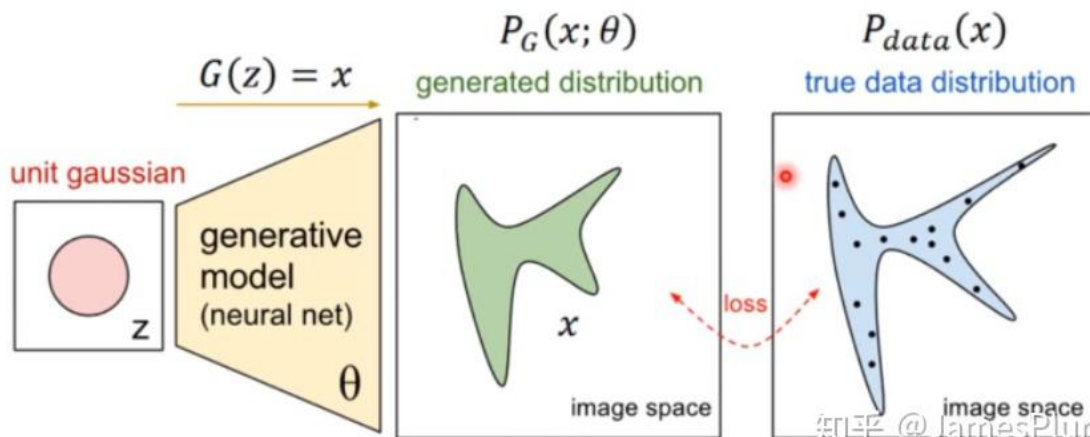 P_G(x; θ)
P_data(x)
G(z) = x
generated distribution
true data distribution
unit gaussian
generative
model
(neural net)
z
θ
x
loss
image space
image space
知乎 @JamesPlur